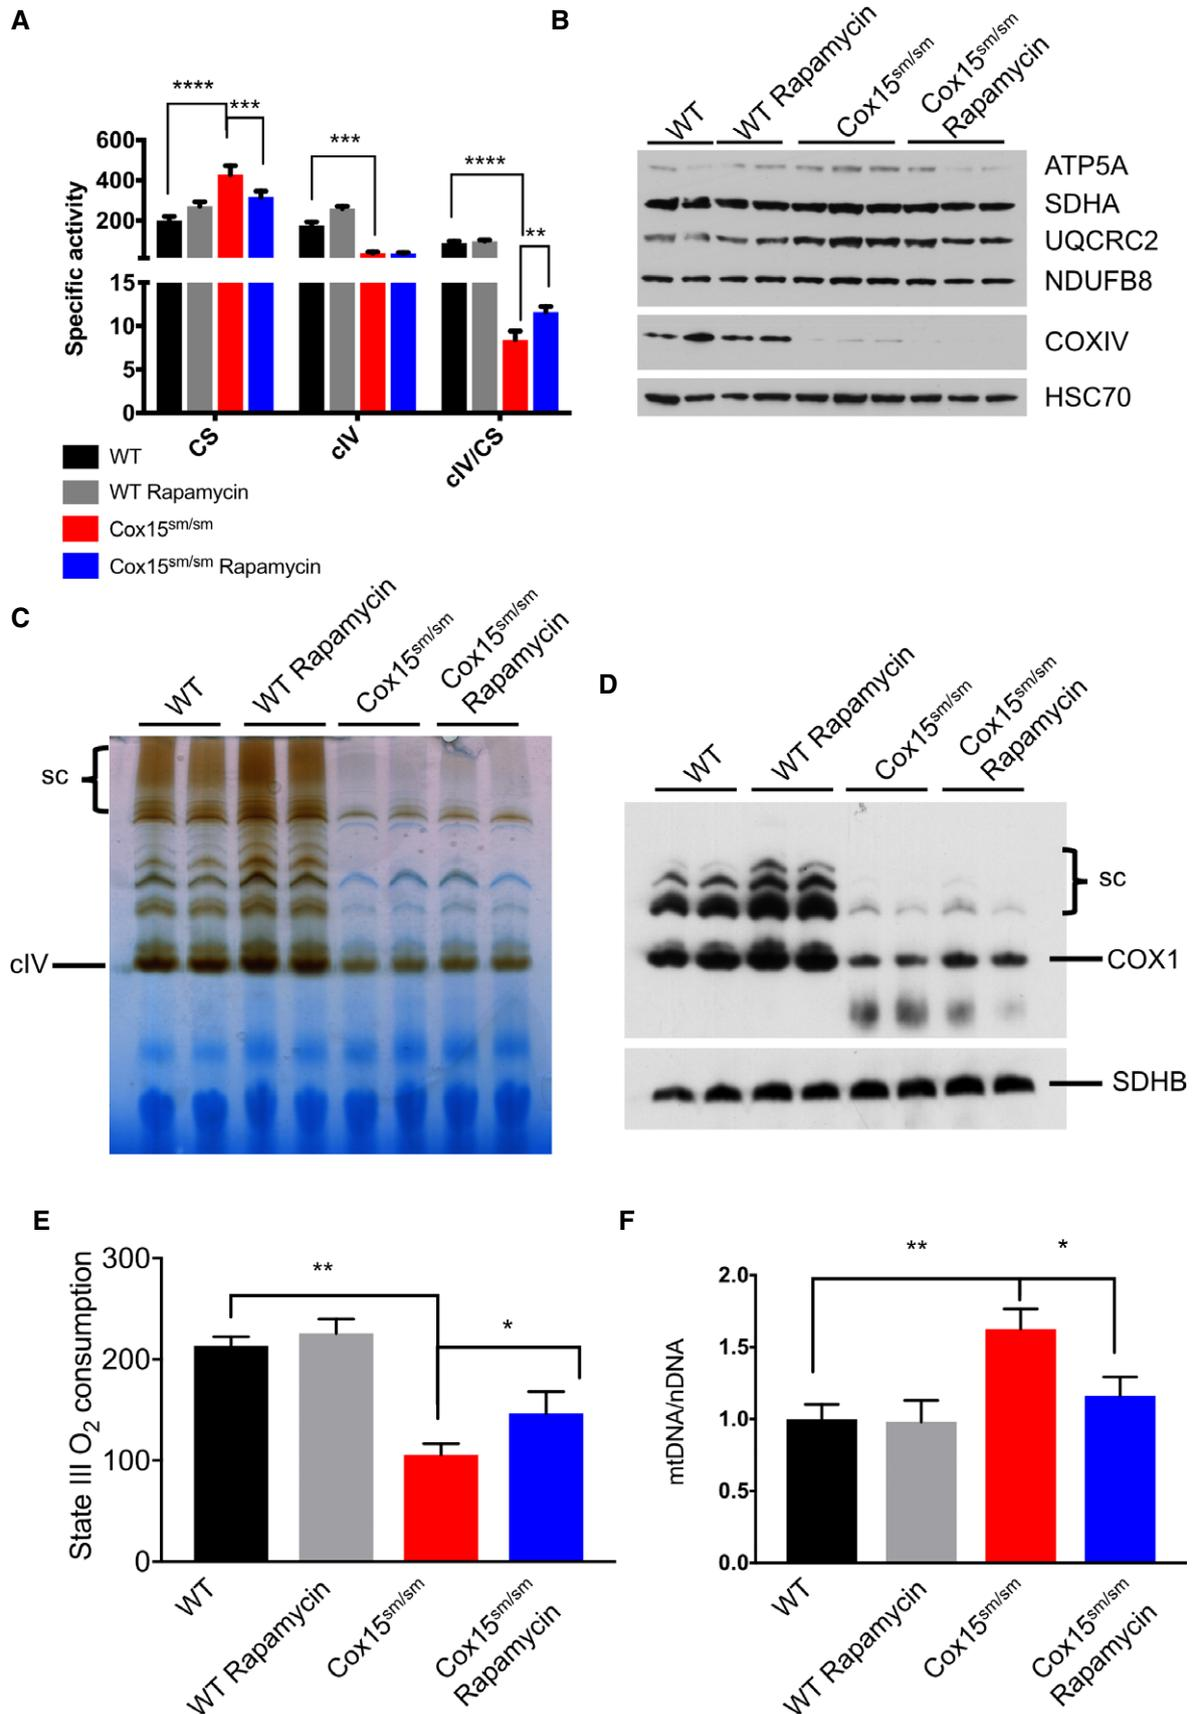 A
****
***
***
****
**
600
400
200
15
10
5
0
Specific activity
CS
cIV
cIV/CS
WT
WT Rapamycin
Cox15sm/sm
Cox15sm/sm Rapamycin
B
WT
WT Rapamycin
Cox15sm/sm
Cox15sm/sm
Rapamycin
ATP5A
SDHA
UQCRC2
NDUFB8
COXIV
HSC70
C
WT
WT Rapamycin
Cox15sm/sm
Cox15sm/sm
Rapamycin
sc
cIV
D
WT
WT Rapamycin
Cox15sm/sm
Cox15sm/sm
Rapamycin
sc
COX1
SDHB
E
State III O2 consumption
300
200
100
0
**
*
WT
WT Rapamycin
Cox15sm/sm
Cox15sm/sm
Rapamycin
F
mtDNA/nDNA
2.0
1.5
1.0
0.5
0.0
**
*
WT
WT Rapamycin
Cox15sm/sm
Cox15sm/sm
Rapamycin